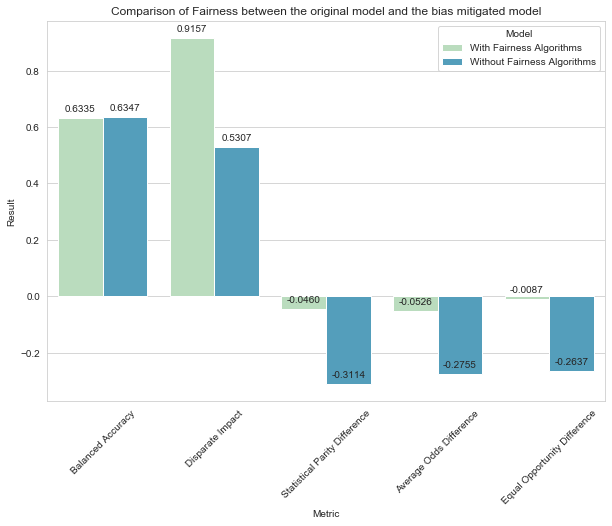 Comparison of Fairness between the original model and the bias mitigated model
Model
With Fairness Algorithms
Without Fairness Algorithms
0.9157
0.6335
0.6347
0.5307
-0.0460
-0.3114
-0.0526
-0.2755
-0.0087
-0.2637
Result
0.8
0.6
0.4
0.2
0.0
−0.2
Balanced Accuracy
Disparate Impact
Statistical Parity Difference
Average Odds Difference
Equal Opportunity Difference
Metric